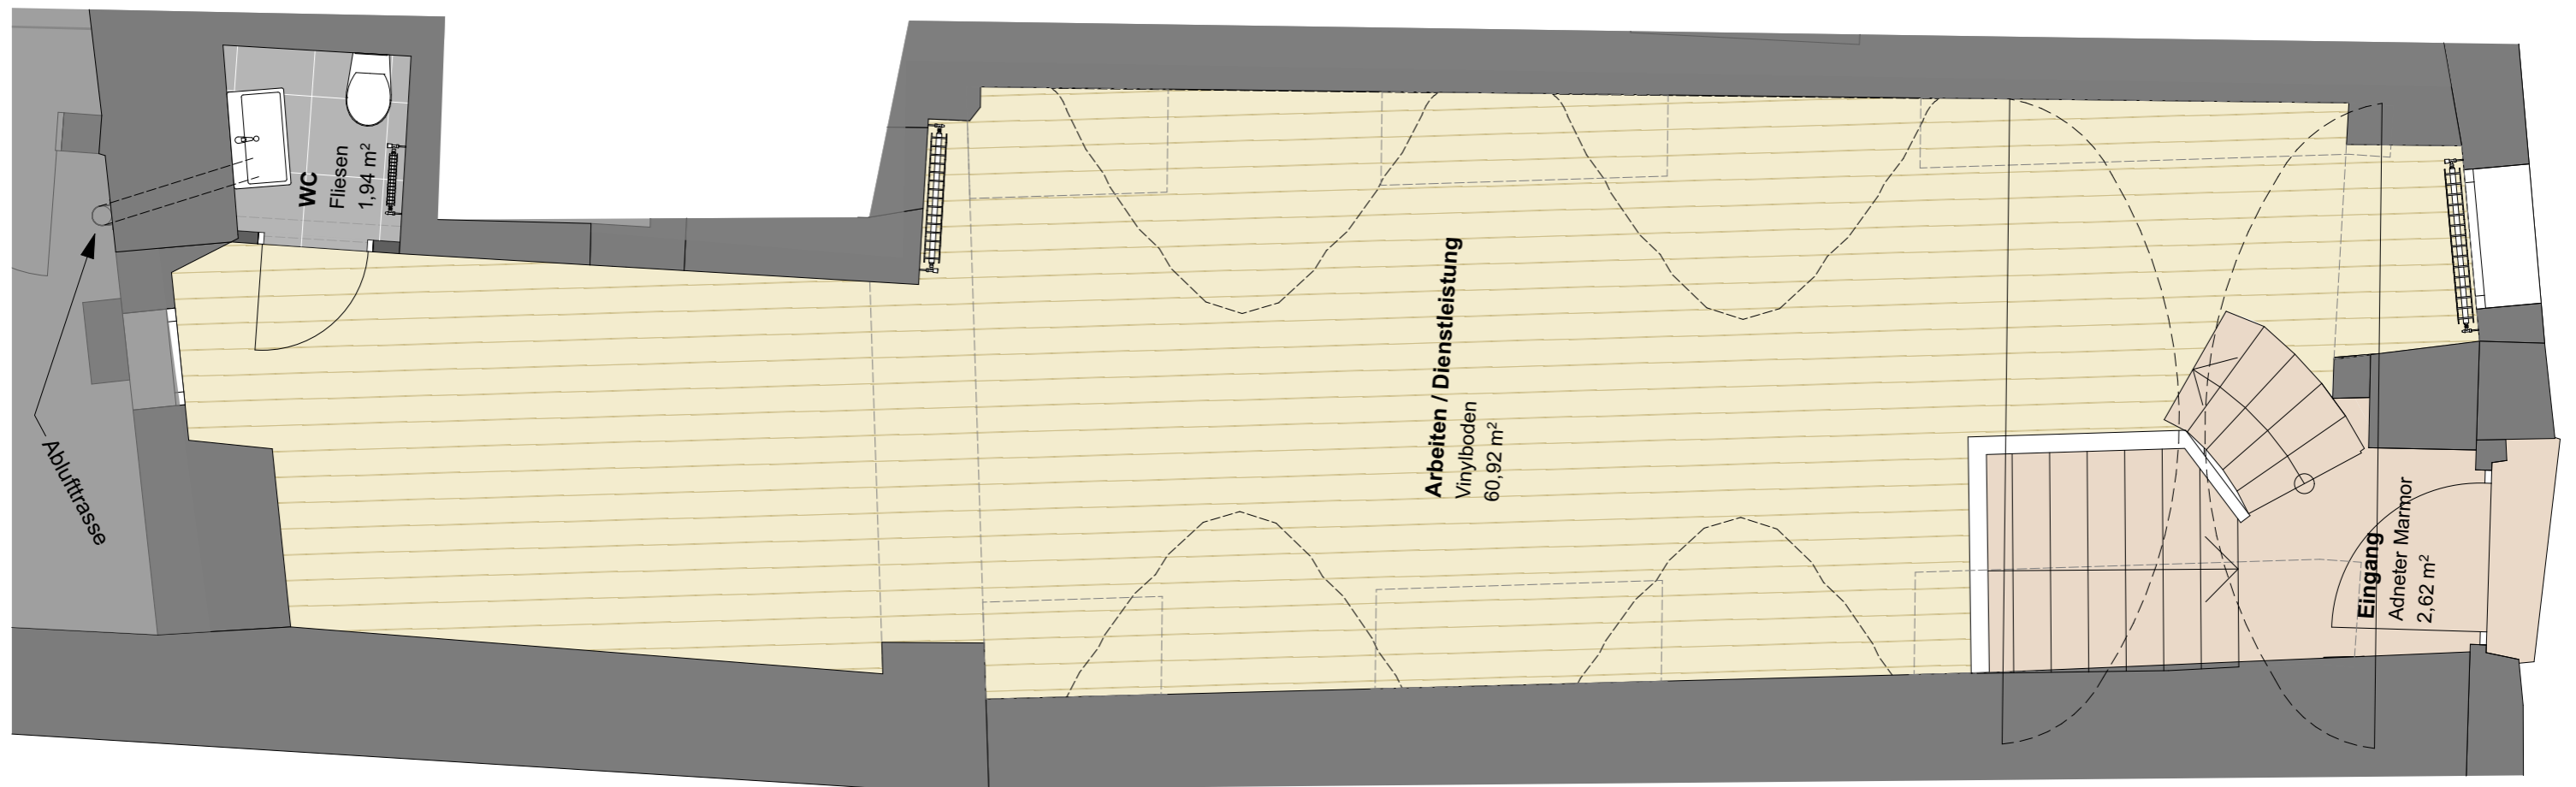 WC
Fliesen
1,94 m²
Ablufttrasse
Arbeiten / Dienstleistung
Vinylboden
60,92 m²
Eingang
Adneter Marmor
2,62 m²